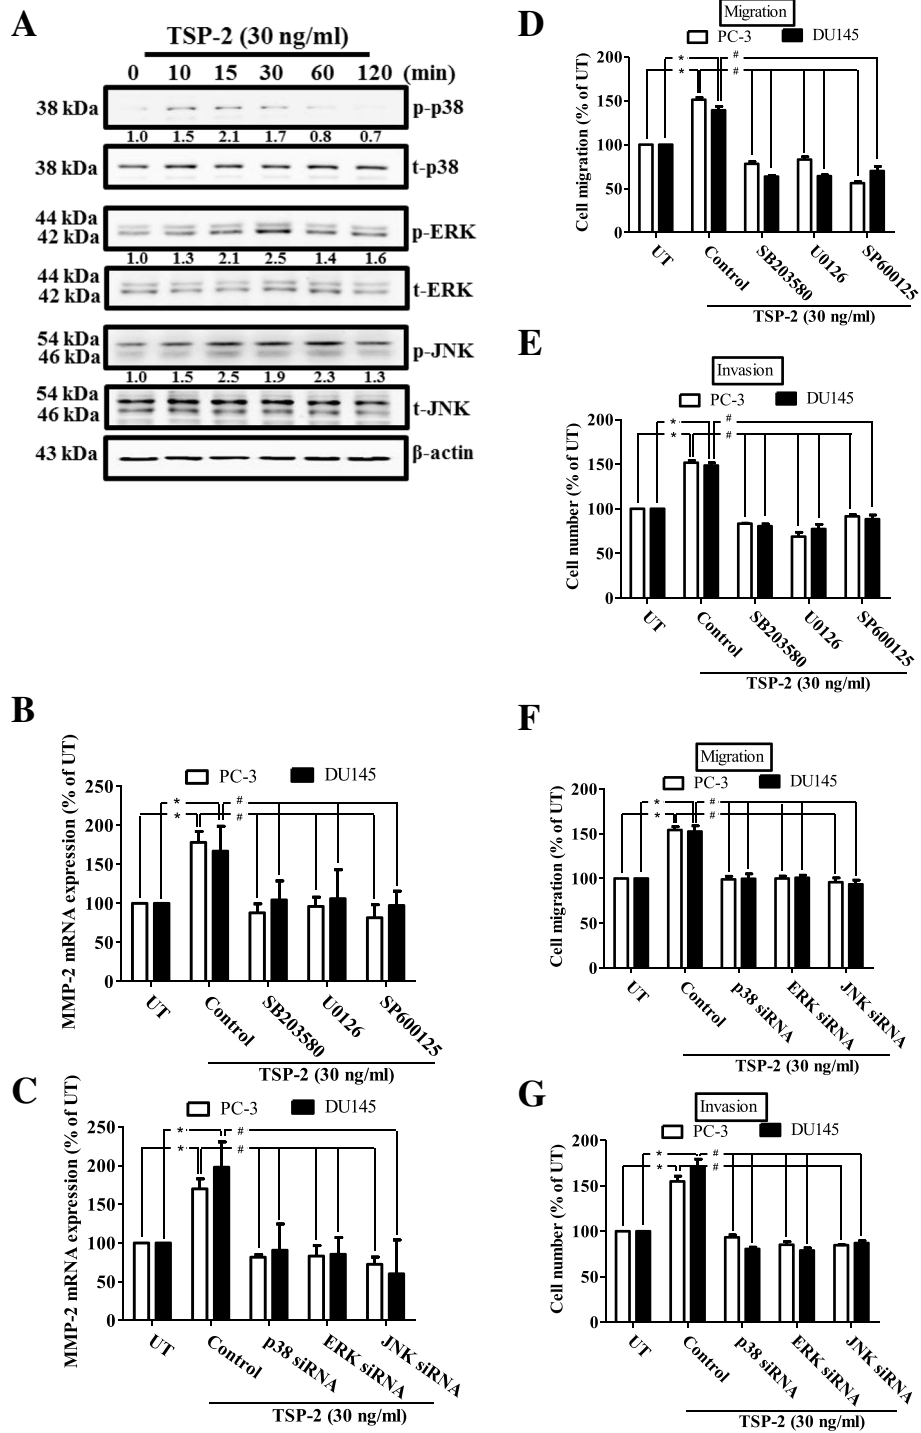 A
TSP-2 (30 ng/ml)
0 10 15 30 60 120 (min)
38 kDa p-p38
1.0 1.5 2.1 1.7 0.8 0.7
38 kDa t-p38
44 kDa
42 kDa p-ERK
1.0 1.3 2.1 2.5 1.4 1.6
44 kDa
42 kDa t-ERK
54 kDa
46 kDa p-JNK
1.0 1.5 2.5 1.9 2.3 1.3
54 kDa
46 kDa t-JNK
43 kDa β-actin
B
PC-3 DU145
MMP-2 mRNA expression (% of UT)
250
200
150
100
50
0
* #
* #
UT Control SB203580 U0126 SP600125
TSP-2 (30 ng/ml)
C
PC-3 DU145
MMP-2 mRNA expression (% of UT)
250
200
150
100
50
0
* #
* #
UT Control p38 siRNA ERK siRNA JNK siRNA
TSP-2 (30 ng/ml)
D
Migration
PC-3 DU145
Cell migration (% of UT)
200
150
100
50
0
* #
* #
UT Control SB203580 U0126 SP600125
TSP-2 (30 ng/ml)
E
Invasion
PC-3 DU145
Cell number (% of UT)
200
150
100
50
0
* #
* #
UT Control SB203580 U0126 SP600125
TSP-2 (30 ng/ml)
F
Migration
PC-3 DU145
Cell migration (% of UT)
200
150
100
50
0
* #
* #
UT Control p38 siRNA ERK siRNA JNK siRNA
TSP-2 (30 ng/ml)
G
Invasion
PC-3 DU145
Cell number (% of UT)
200
150
100
50
0
* #
* #
UT Control p38 siRNA ERK siRNA JNK siRNA
TSP-2 (30 ng/ml)